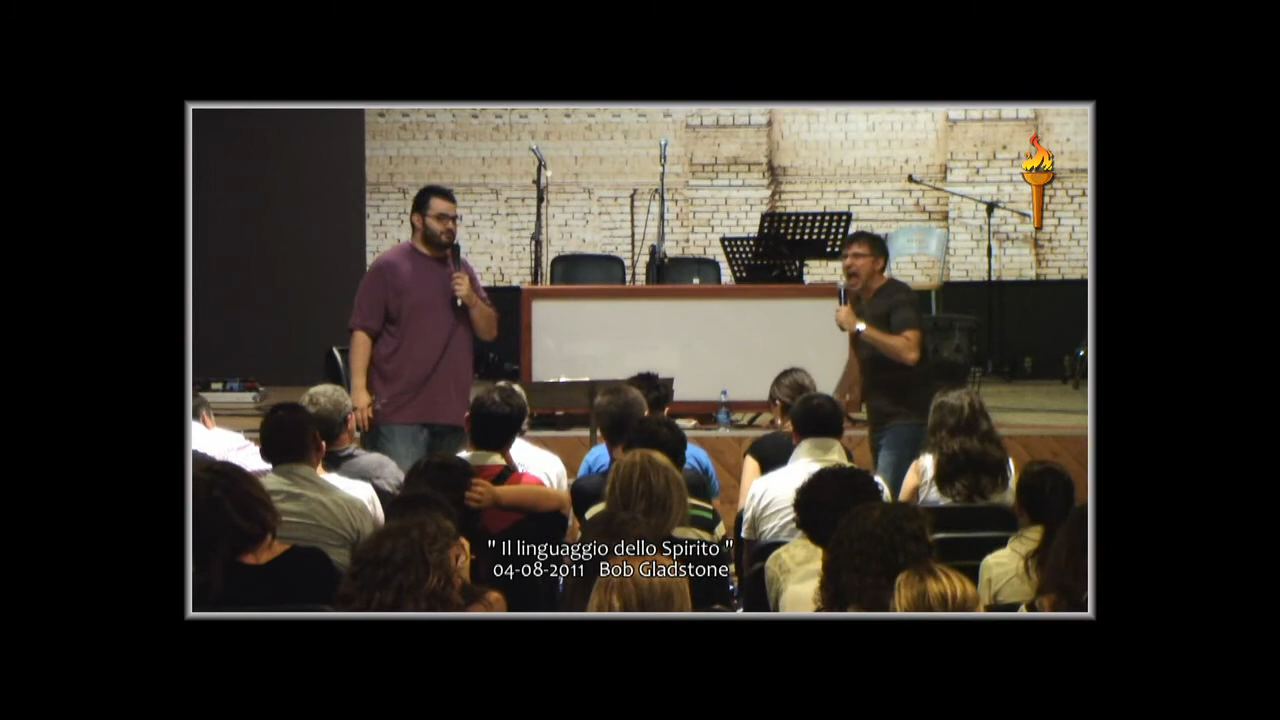 " Il linguaggio dello Spirito "
04-08-2011 Bob Gladstone